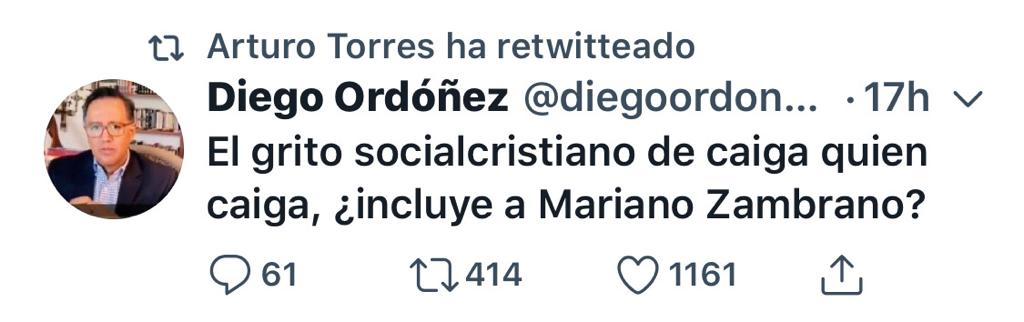 Arturo Torres ha retwitteado
Diego Ordóñez @diegoordon... · 17h
El grito socialcristiano de caiga quien
caiga, ¿incluye a Mariano Zambrano?
61 414 1161